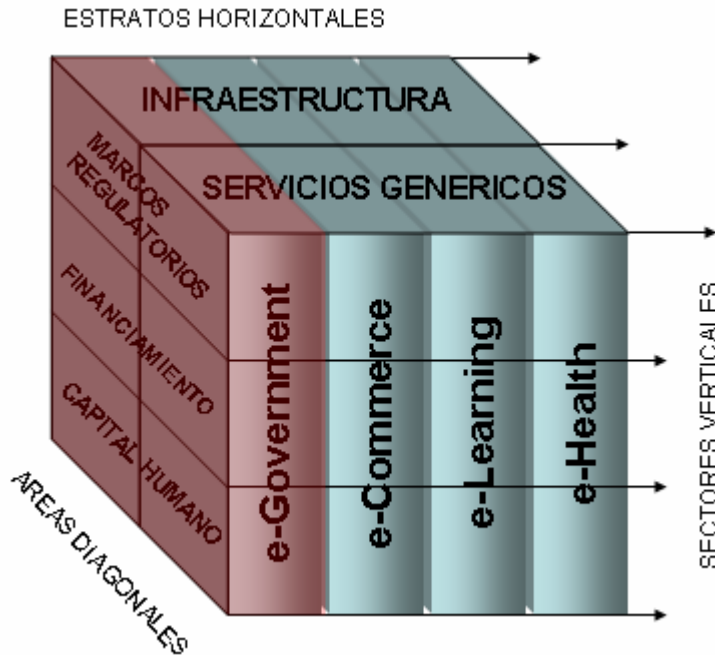 ESTRATOS HORIZONTALES
INFRAESTRUCTURA
SERVICIOS GENERICOS
MARCOS
REGULATORIOS
FINANCIAMIENTO
CAPITAL HUMANO
e-Government
e-Commerce
e-Learning
e-Health
SECTORES VERTICALES
AREAS DIAGONALES